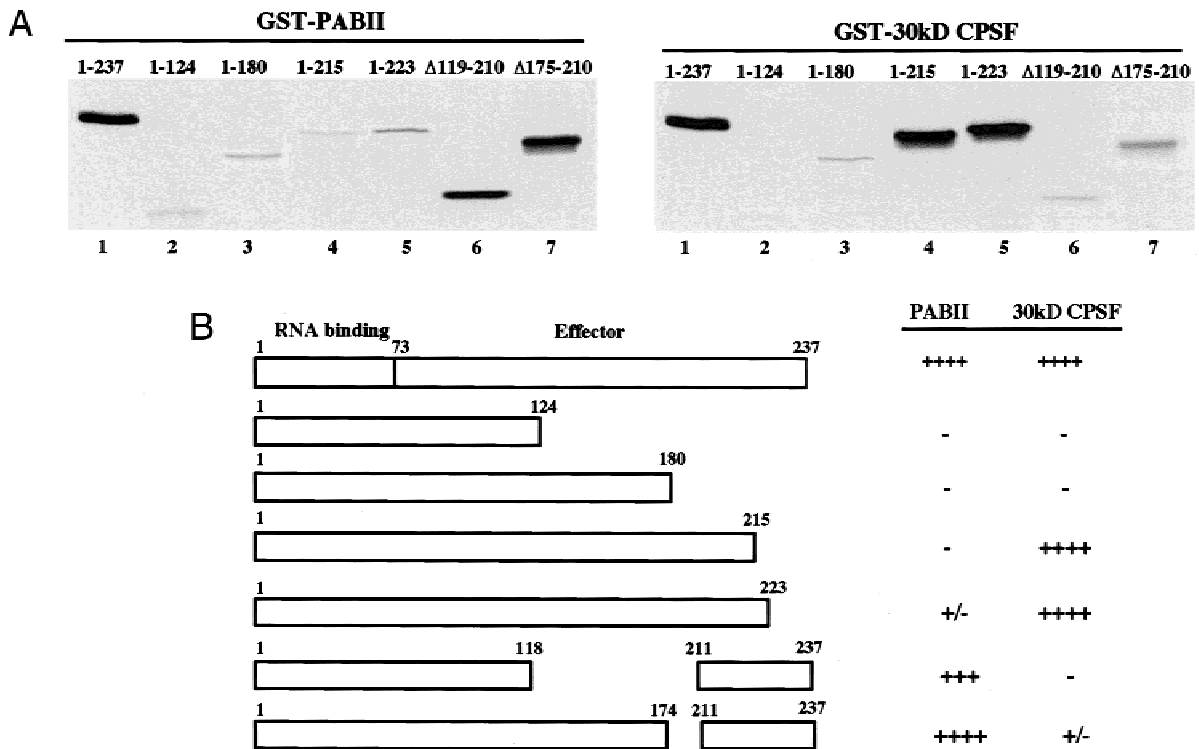 A
GST-PABII
GST-30kD CPSF
1-237 1-124 1-180 1-215 1-223 Δ119-210 Δ175-210
1-237 1-124 1-180 1-215 1-223 Δ119-210 Δ175-210
1 2 3 4 5 6 7
1 2 3 4 5 6 7
B
PABII 30kD CPSF
RNA binding Effector
1 73 237
++++ ++++
1 124
- -
1 180
- -
1 215
- ++++
1 223
+/- ++++
1 118 211 237
+++ -
1 174 211 237
++++ +/-